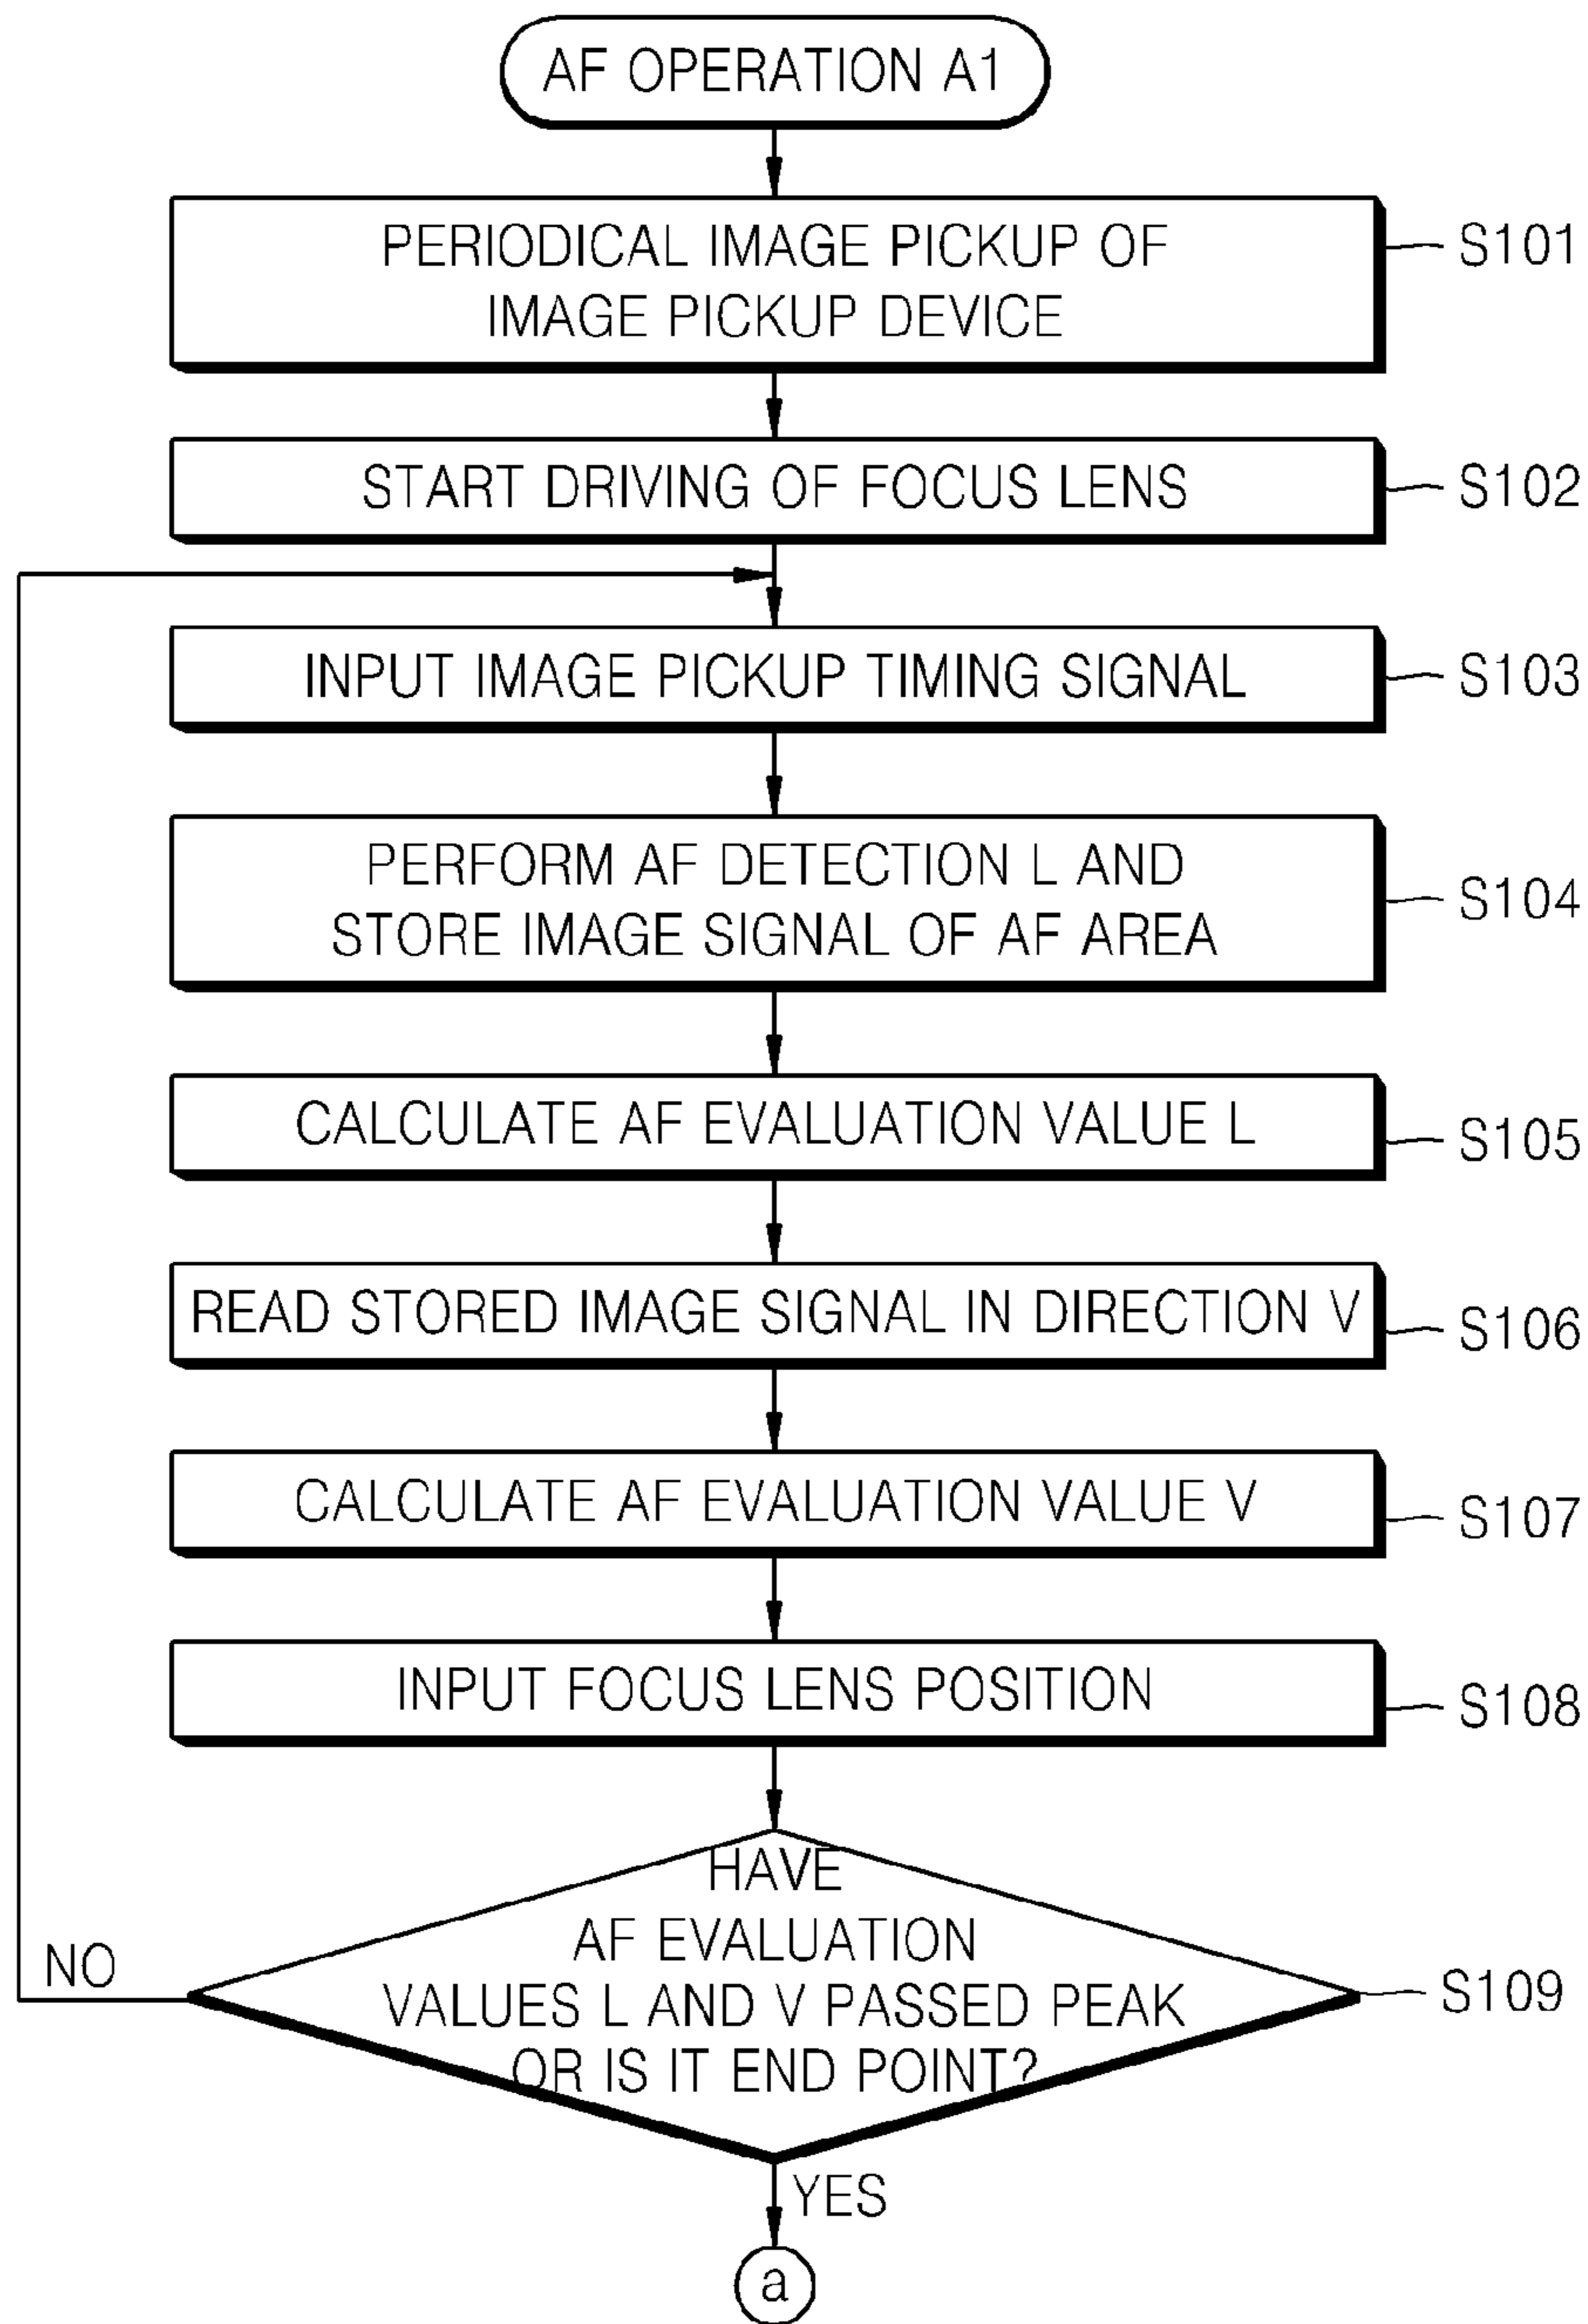 AF OPERATION A1
PERIODICAL IMAGE PICKUP OF
IMAGE PICKUP DEVICE
S101
START DRIVING OF FOCUS LENS
S102
INPUT IMAGE PICKUP TIMING SIGNAL
S103
PERFORM AF DETECTION L AND
STORE IMAGE SIGNAL OF AF AREA
S104
CALCULATE AF EVALUATION VALUE L
S105
READ STORED IMAGE SIGNAL IN DIRECTION V
S106
CALCULATE AF EVALUATION VALUE V
S107
INPUT FOCUS LENS POSITION
S108
HAVE
AF EVALUATION
VALUES L AND V PASSED PEAK
OR IS IT END POINT?
S109
NO
YES
a